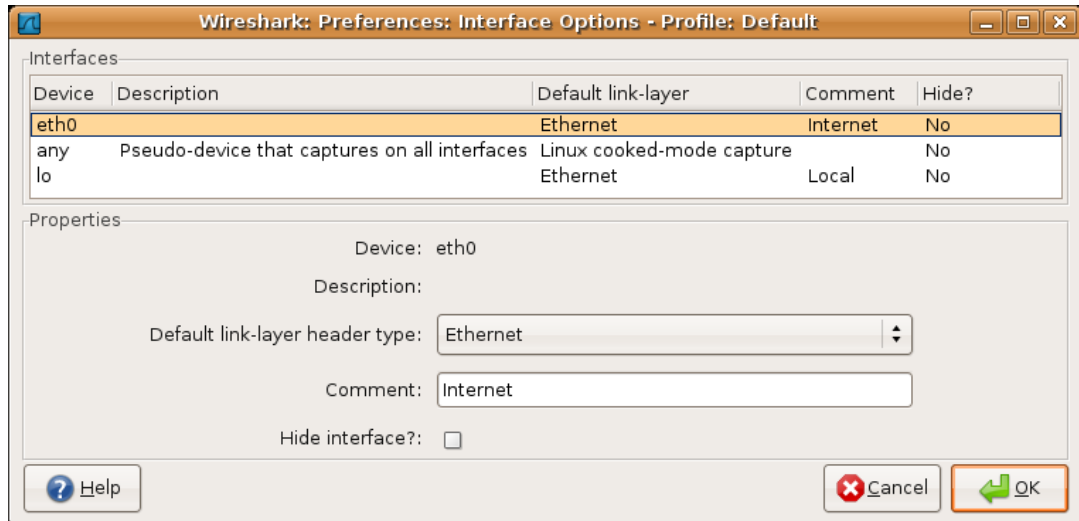 Wireshark: Preferences: Interface Options - Profile: Default
Interfaces
Device Description Default link-layer Comment Hide?
eth0 Ethernet Internet No
any Pseudo-device that captures on all interfaces Linux cooked-mode capture No
lo Ethernet Local No
Properties
Device: eth0
Description:
Default link-layer header type: Ethernet
Comment: Internet
Hide interface?:
Help Cancel OK